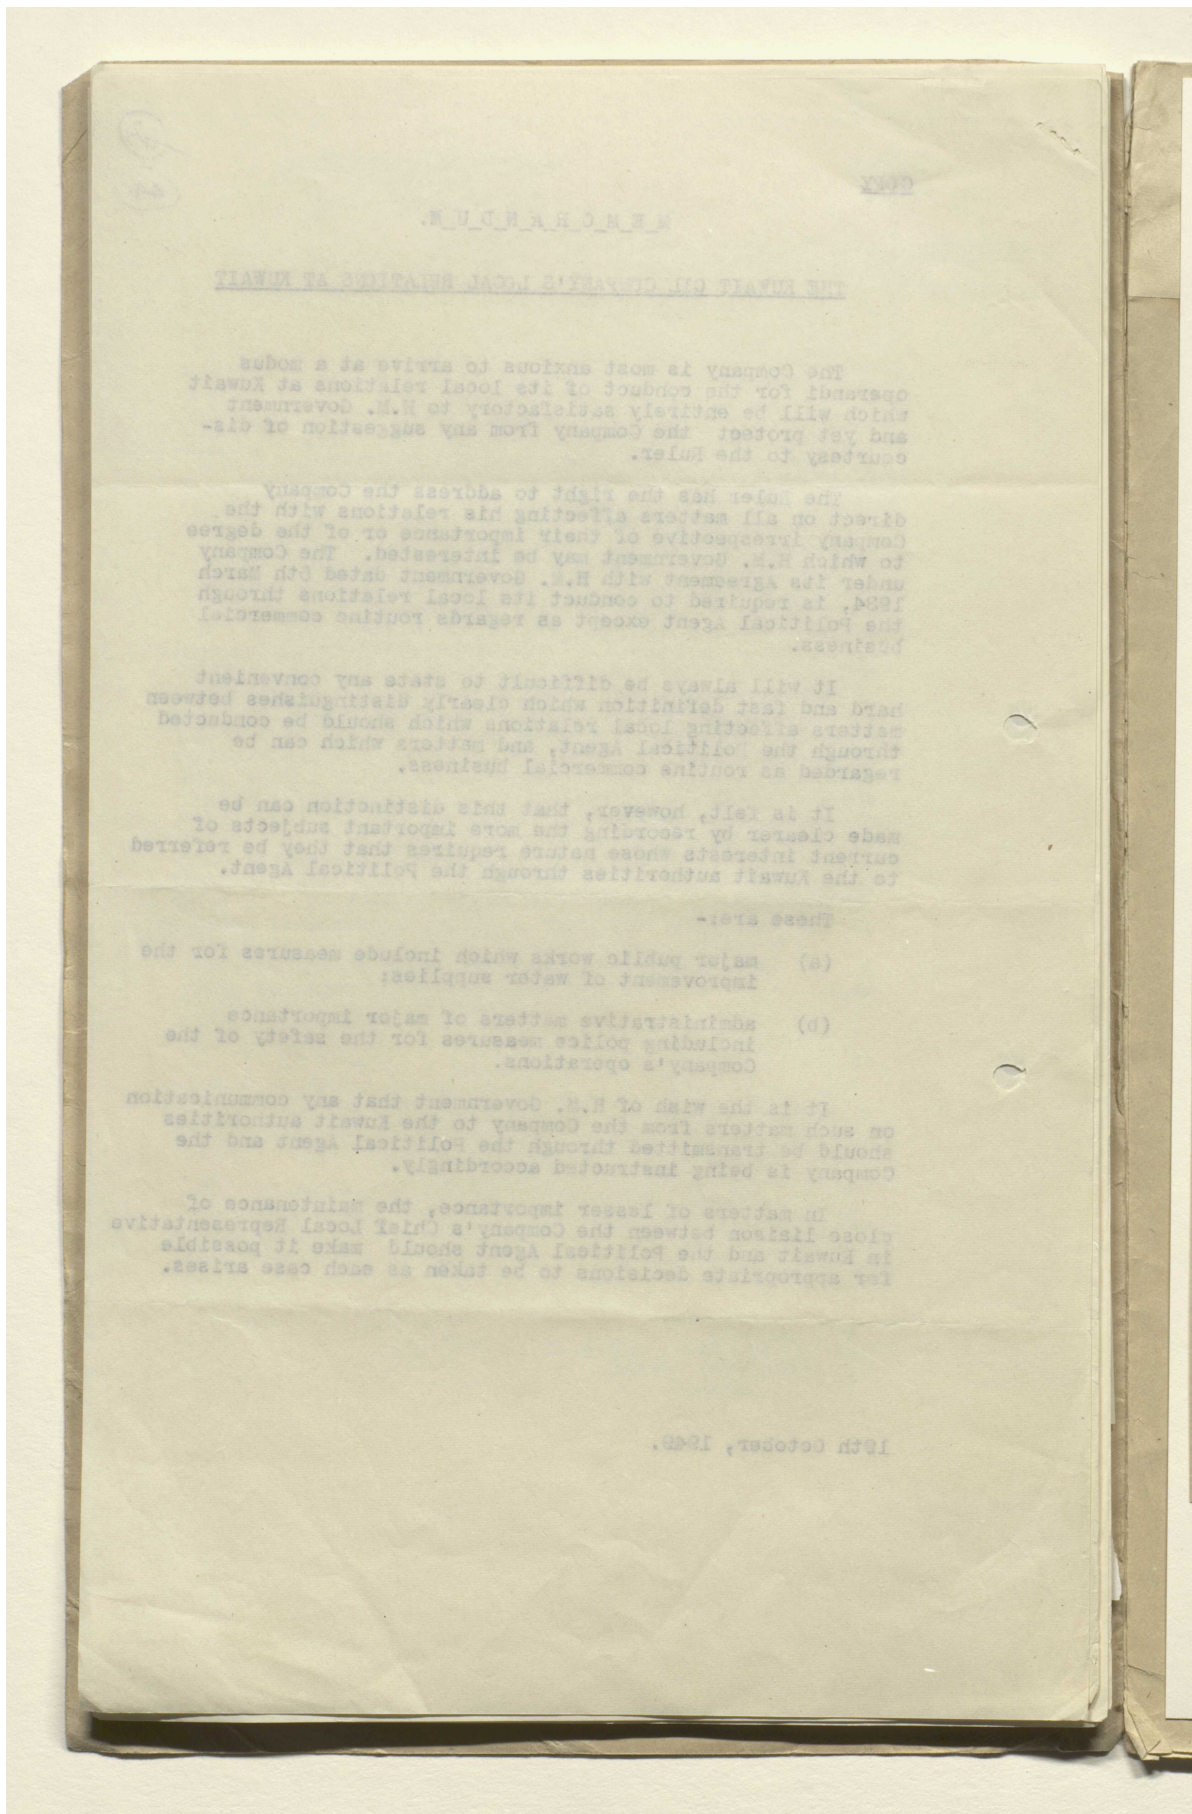 COPY
M_E_M_O_R_A_N_D_U_M.
THE KUWAIT OIL COMPANY'S LOCAL RELATIONS AT KUWAIT
The Company is most anxious to arrive at a modus
operandi for the conduct of its local relations at Kuwait
which will be entirely satisfactory to H.M. Government
and yet protect the Company from any suggestion of dis-
courtesy to the Ruler.
The Ruler has the right to address the Company
direct on all matters affecting his relations with the
Company irrespective of their importance or of the degree
to which H.M. Government may be interested. The Company
under its Agreement with H.M. Government dated 5th March
1934, is required to conduct its local relations through
the Political Agent except as regards routine commercial
business.
It will always be difficult to state any convenient
hard and fast definition which clearly distinguishes between
matters affecting local relations which should be conducted
through the Political Agent, and matters which can be
regarded as routine commercial business.
It is felt, however, that this distinction can be
made clearer by recording the more important subjects of
current interests whose nature requires that they be referred
to the Kuwait authorities through the Political Agent.
These are:-
(a) major public works which include measures for the
improvement of water supplies;
(b) administrative matters of major importance
including police measures for the safety of the
Company's operations.
It is the wish of H.M. Government that any communication
on such matters from the Company to the Kuwait authorities
should be transmitted through the Political Agent and the
Company is being instructed accordingly.
In matters of lesser importance, the maintenance of
close liaison between the Company's Chief Local Representative
in Kuwait and the Political Agent should make it possible
for appropriate decisions to be taken as each case arises.
19th October, 1949.